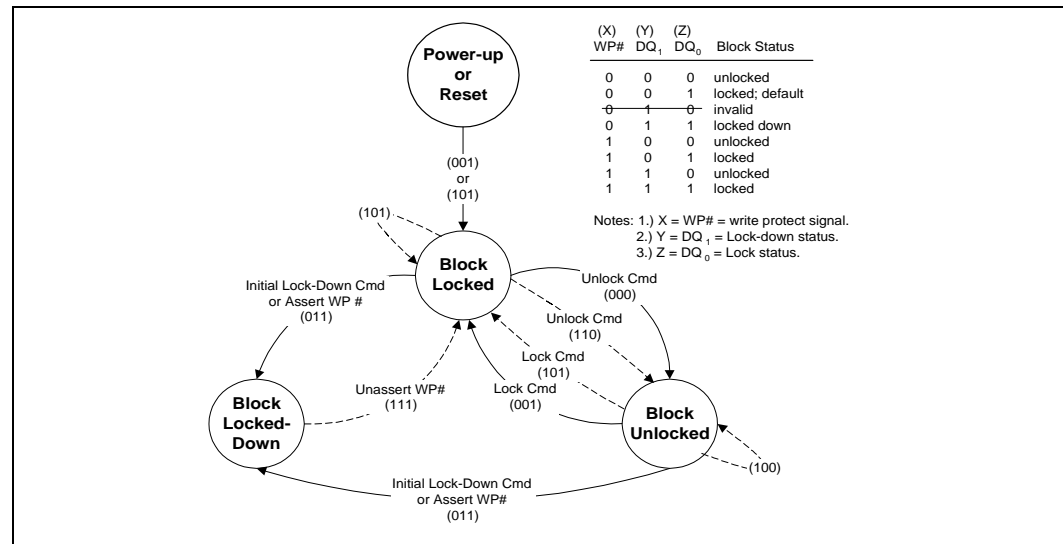 Power-up
or
Reset
(001)
or
(101)
(101)
Block
Locked
Initial Lock-Down Cmd
or Assert WP #
(011)
Unlock Cmd
(000)
Unlock Cmd
(110)
Lock Cmd
(101)
Lock Cmd
(001)
Unassert WP#
(111)
Block
Locked-
Down
Block
Unlocked
(100)
Initial Lock-Down Cmd
or Assert WP#
(011)
(X) (Y) (Z)
WP# DQ1 DQ0 Block Status
0 0 0 unlocked
0 0 1 locked; default
0 1 0 invalid
0 1 1 locked down
1 0 0 unlocked
1 0 1 locked
1 1 0 unlocked
1 1 1 locked
Notes: 1.) X = WP# = write protect signal.
2.) Y = DQ1 = Lock-down status.
3.) Z = DQ0 = Lock status.